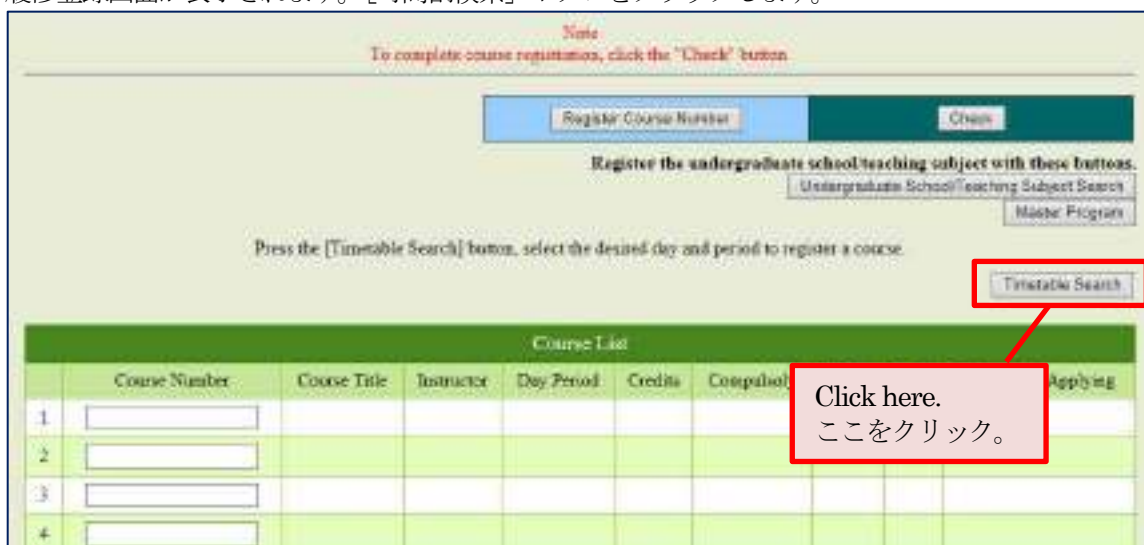 Note
To complete course registration, click the "Check" button
Register Course Number
Check
Register the undergraduate school/teaching subject with these buttons.
Undergraduate School/Teaching Subject Search
Master Program
Press the [Timetable Search] button, select the desired day and period to register a course.
Timetable Search
Course List
Course Number Course Title Instructor Day Period Credits Applying
Click here.
ここをクリック。
1
2
3
4